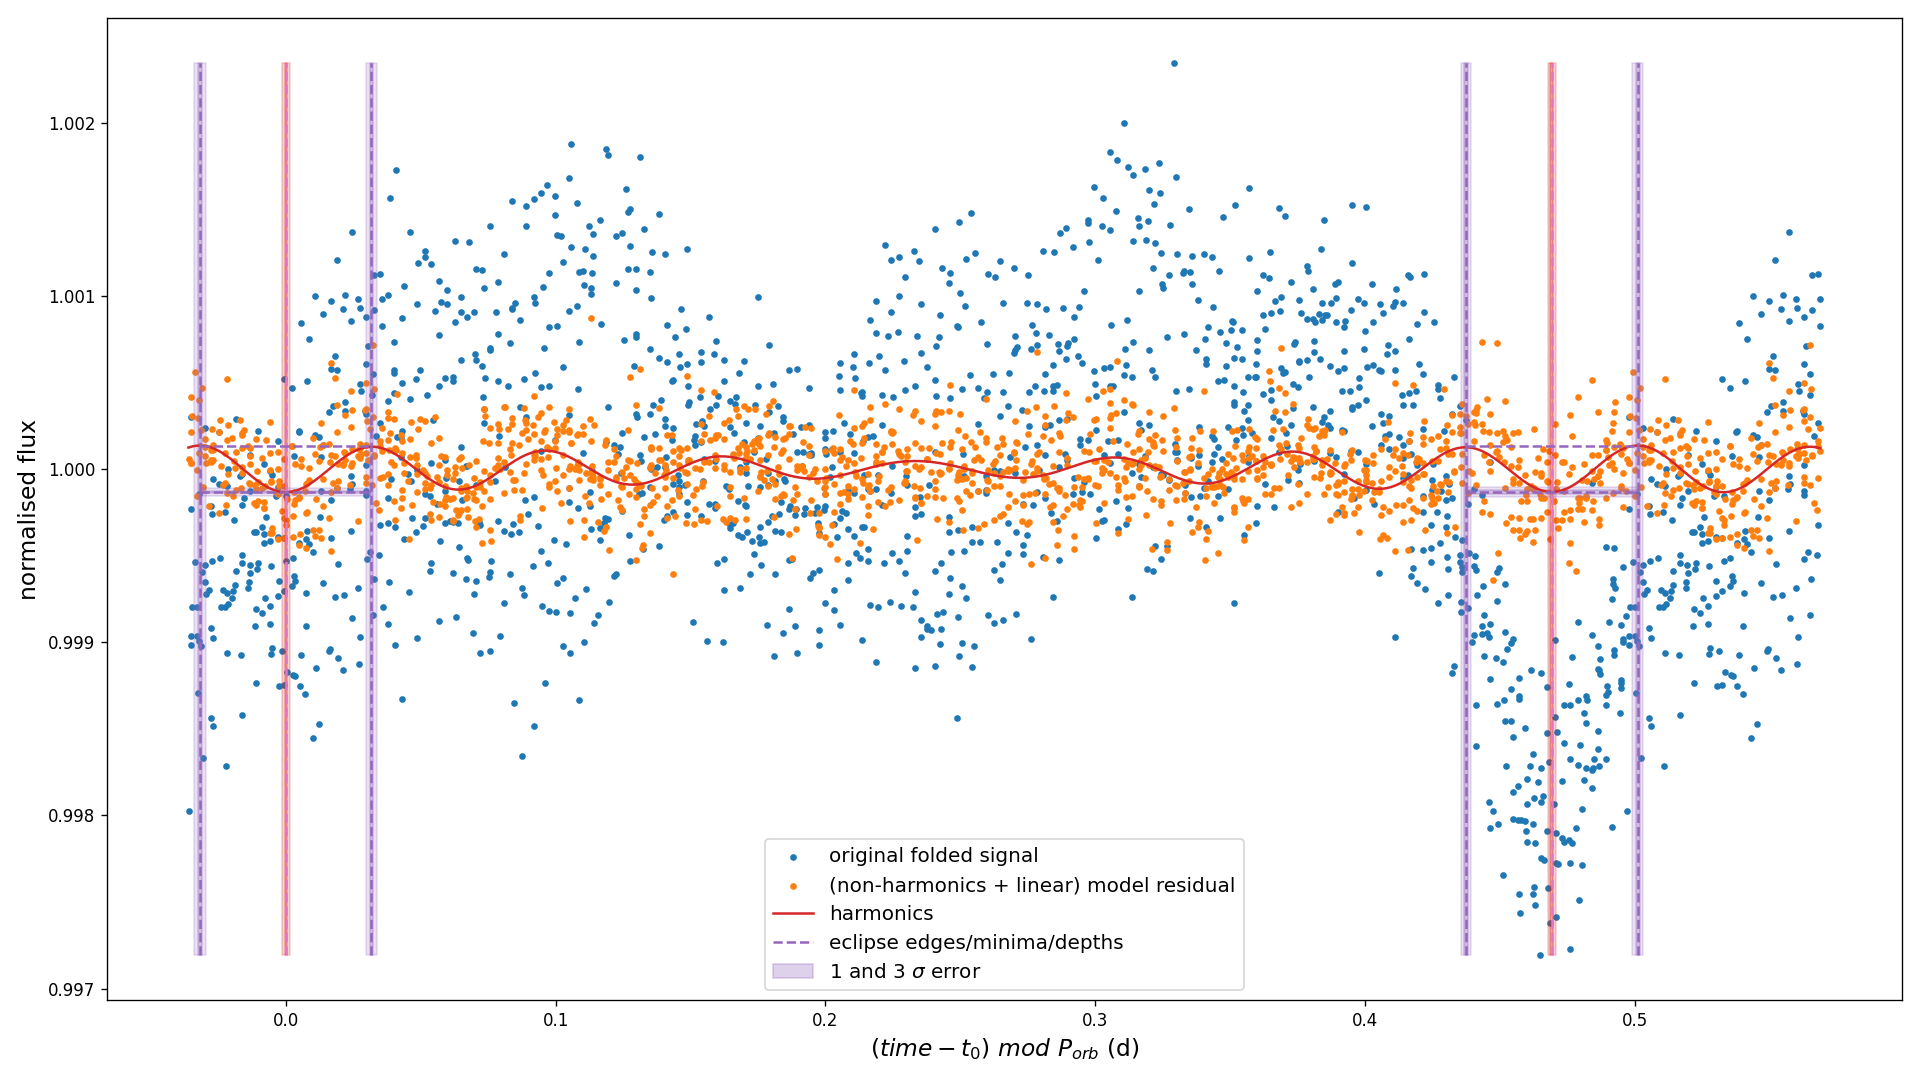 1.002
1.001
1.000
0.999
0.998
0.997
normalised flux
original folded signal
(non-harmonics + linear) model residual
harmonics
eclipse edges/minima/depths
1 and 3 σ error
0.0 0.1 0.2 0.3 0.4 0.5
(time − t₀) mod Pₒᵣᵦ (d)